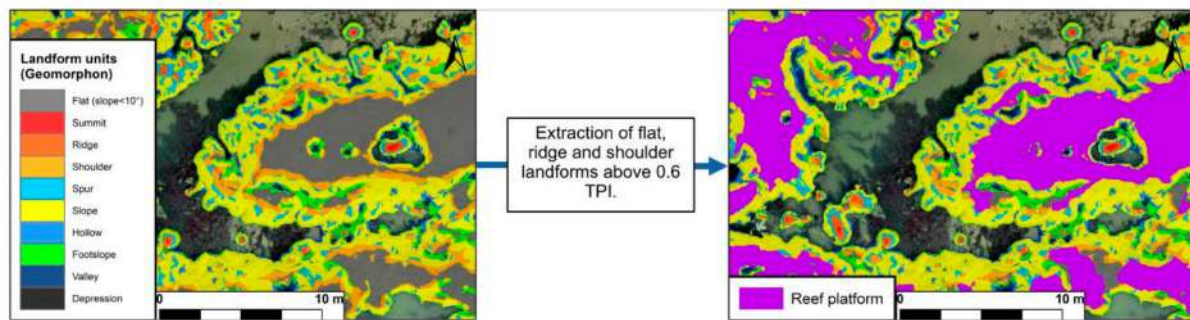 Landform units
(Geomorphon)
Flat (slope<10°)
Summit
Ridge
Shoulder
Spur
Slope
Hollow
Footslope
Valley
Depression
0
10 m
Extraction of flat,
ridge and shoulder
landforms above 0.6
TPI.
Reef platform
0
10 m